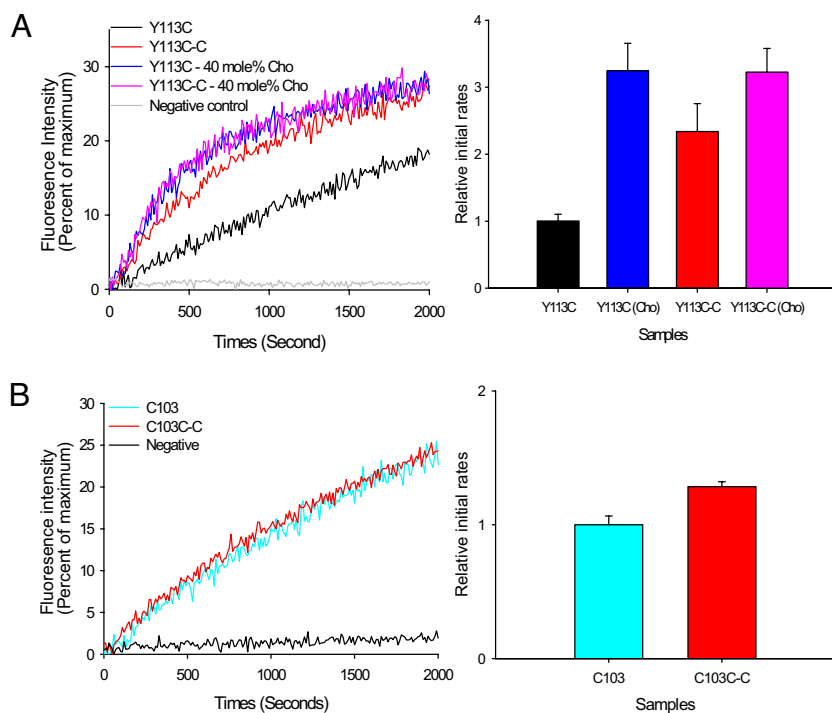 A
Y113C
Y113C-C
Y113C - 40 mole% Cho
Y113C-C - 40 mole% Cho
Negative control
Fluoresence Intensity
(Percent of maximum)
30
20
10
0
0 500 1000 1500 2000
Times (Second)
Relative initial rates
4
3
2
1
0
Y113C Y113C (Cho) Y113C-C Y113C-C (Cho)
Samples
B
C103
C103C-C
Negative
Fluoresence intensity
(Percent of maximum)
30
25
20
15
10
5
0
0 500 1000 1500 2000
Times (Seconds)
Relative initial rates
2
1
0
C103 C103C-C
Samples